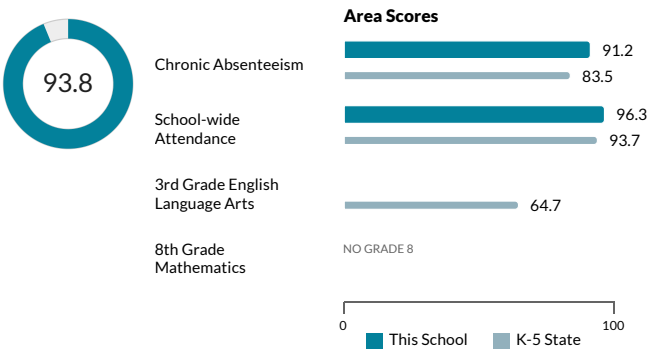 Area Scores
93.8
Chronic Absenteeism
91.2
83.5
School-wide
Attendance
96.3
93.7
3rd Grade English
Language Arts
64.7
8th Grade
Mathematics
NO GRADE 8
0
100
This School
K-5 State